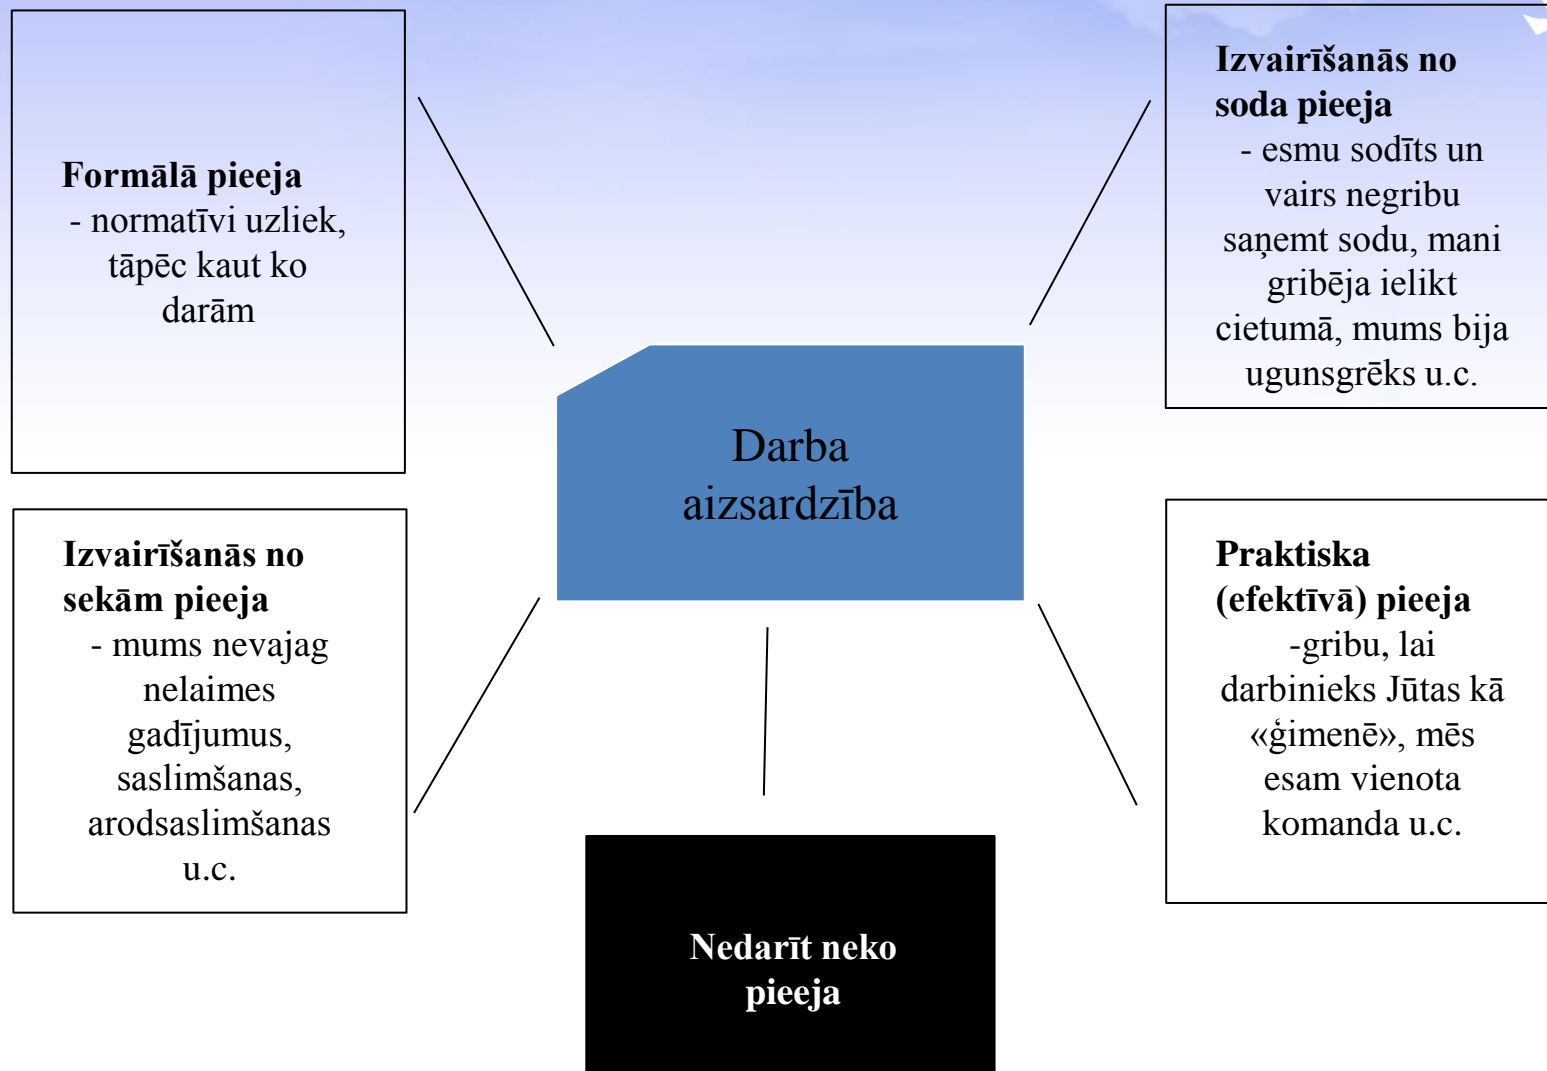 Formālā pieeja
- normatīvi uzliek,
tāpēc kaut ko
darām
Izvairīšanās no
soda pieeja
- esmu sodīts un
vairs negribu
saņemt sodu, mani
gribēja ielikt
cietumā, mums bija
ugunsgrēks u.c.
Darba
aizsardzība
Izvairīšanās no
sekām pieeja
- mums nevajag
nelaimes
gadījumus,
saslimšanas,
arodsaslimšanas
u.c.
Praktiska
(efektīvā) pieeja
-gribu, lai
darbinieks Jūtas kā
«ģimenē», mēs
esam vienota
komanda u.c.
Nedarīt neko
pieeja